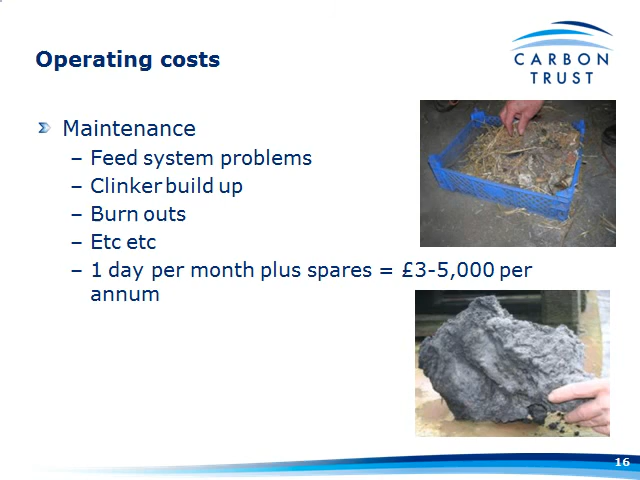 Operating costs
CARBON
TRUST
Maintenance
– Feed system problems
– Clinker build up
– Burn outs
– Etc etc
– 1 day per month plus spares = £3-5,000 per
annum
16